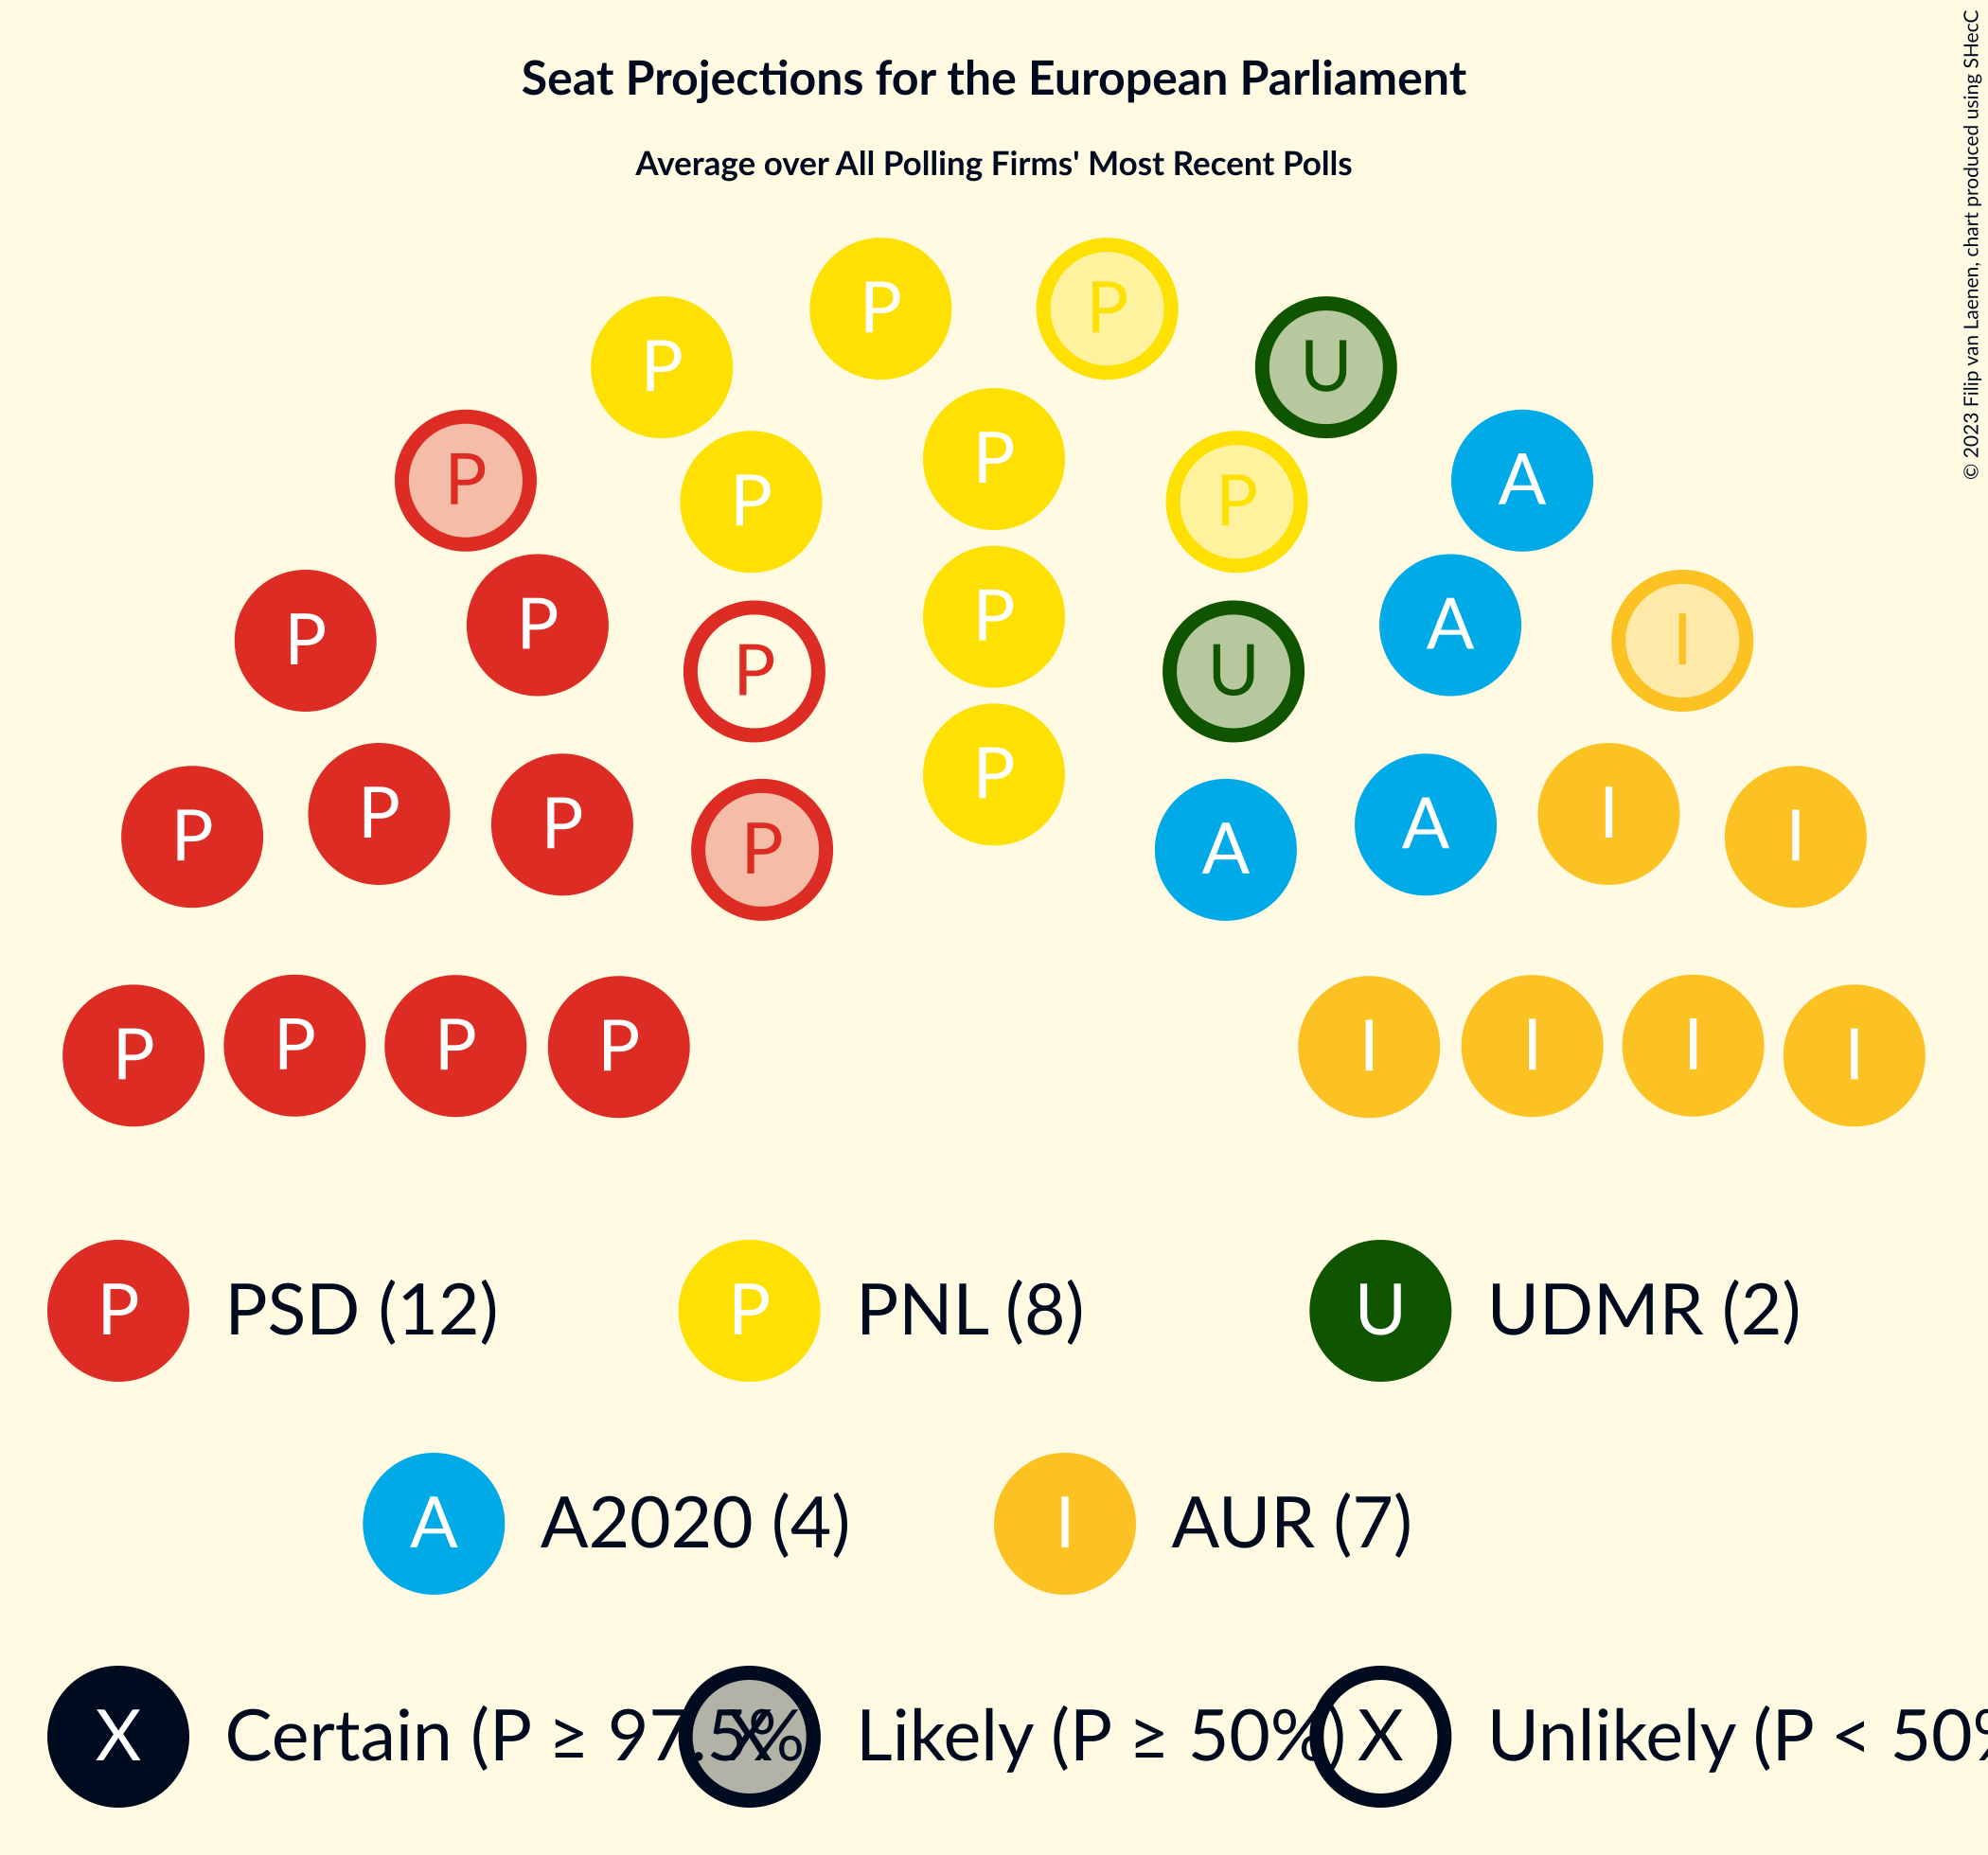 Seat Projections for the European Parliament
Average over All Polling Firms' Most Recent Polls
© 2023 Filip van Laenen, chart produced using SHecC
P P
P U
P A
P P P
P P I
P A
P P U
P P I I
P P A
P A
P P P P I I I I
P PSD (12) P PNL (8) U UDMR (2)
A A2020 (4) I AUR (7)
X Certain (P ≥ 97.5% X Likely (P ≥ 50%) X Unlikely (P <